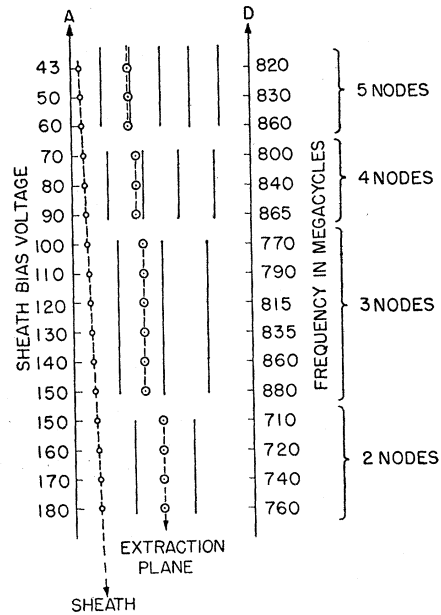 A D
43 820
50 830
60 860
5 NODES
70 800
80 840
90 865
4 NODES
100 770
110 790
120 815
130 835
140 860
150 880
3 NODES
150 710
160 720
170 740
180 760
2 NODES
SHEATH BIAS VOLTAGE
FREQUENCY IN MEGACYCLES
EXTRACTION
PLANE
SHEATH